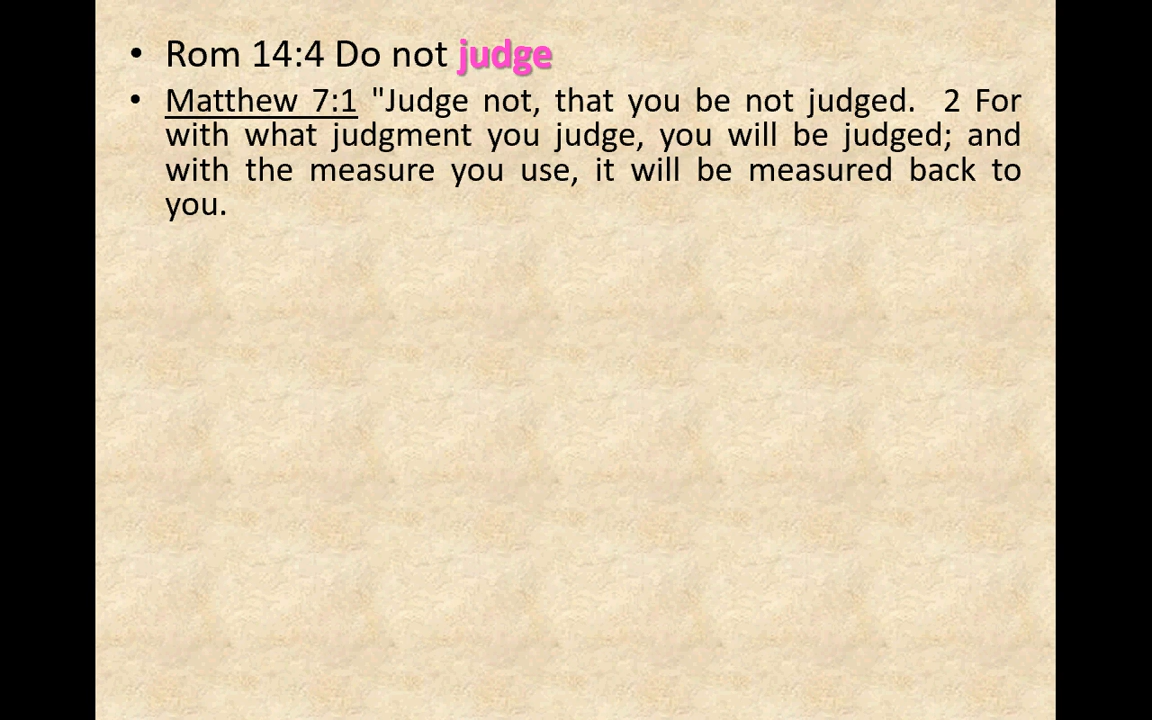 • Rom 14:4 Do not judge
• Matthew 7:1 "Judge not, that you be not judged.  2 For
with what judgment you judge, you will be judged; and
with the measure you use, it will be measured back to
you.